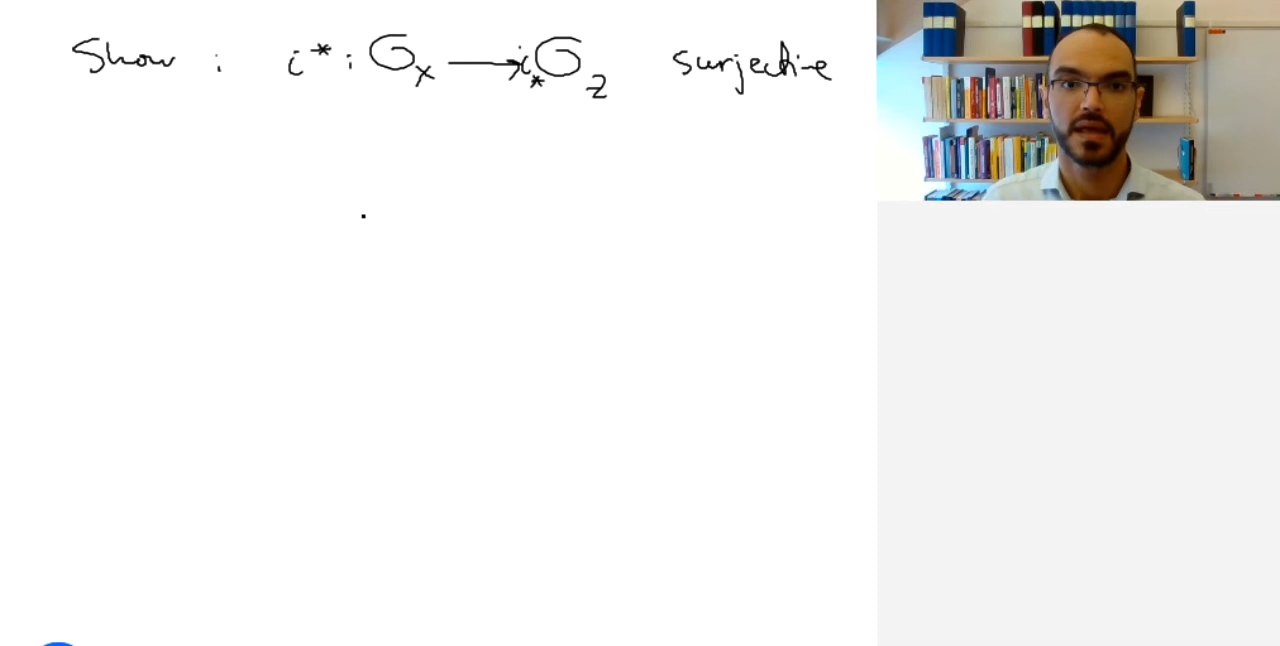 Show : i* : O_X → i_* O_Z surjective